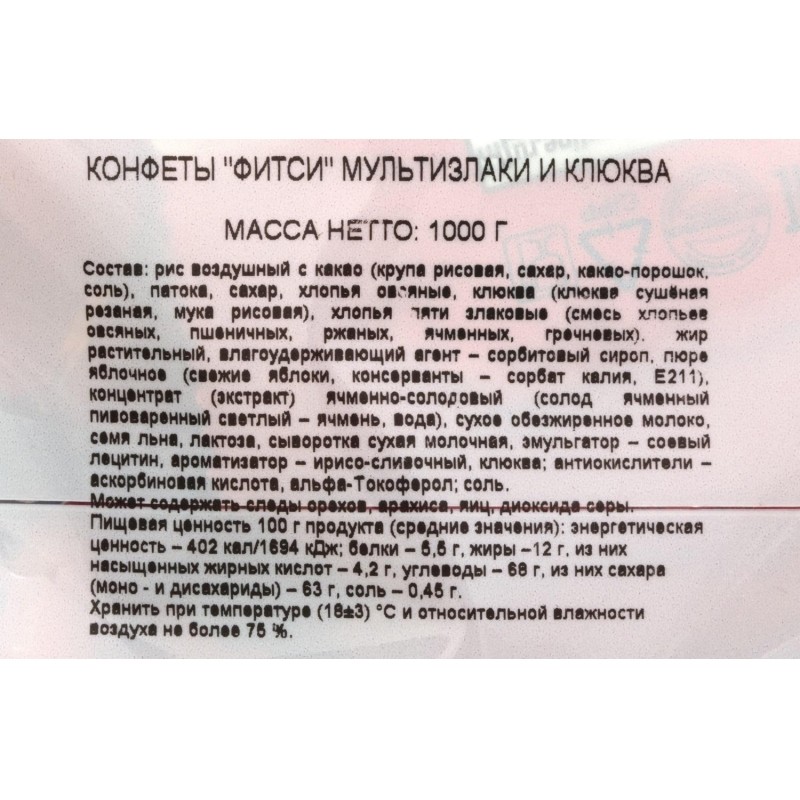 КОНФЕТЫ "ФИТСИ" МУЛЬТИЗЛАКИ И КЛЮКВА
МАССА НЕТТО: 1000 Г
Состав: рис воздушный с какао (крупа рисовая, сахар, какао-порошок,
соль), патока, сахар, хлопья овсяные, клюква (клюква сушёная
резаная, мука рисовая), хлопья пяти злаковые (смесь хлопьев
овсяных, пшеничных, ржаных, ячменных, гречневых), жир
растительный, влагоудерживающий агент – сорбитовый сироп, пюре
яблочное (свежие яблоки, консерванты – сорбат калия, Е211),
концентрат (экстракт) ячменно-солодовый (солод ячменный
пивоваренный светлый – ячмень, вода), сухое обезжиренное молоко,
семя льна, лактоза, сыворотка сухая молочная, эмульгатор – соевый
лецитин, ароматизатор – ирисо-сливочный, клюква; антиокислители –
аскорбиновая кислота, альфа-Токоферол; соль.
Может содержать следы орехов, арахиса, яиц, диоксида серы.
Пищевая ценность 100 г продукта (средние значения): энергетическая
ценность – 402 кал/1694 кДж; белки – 5,5 г, жиры –12 г, из них
насыщенных жирных кислот – 4,2 г, углеводы – 68 г, из них сахара
(моно - и дисахариды) – 63 г, соль – 0,45 г.
Хранить при температуре (18±3) °С и относительной влажности
воздуха не более 75 %.